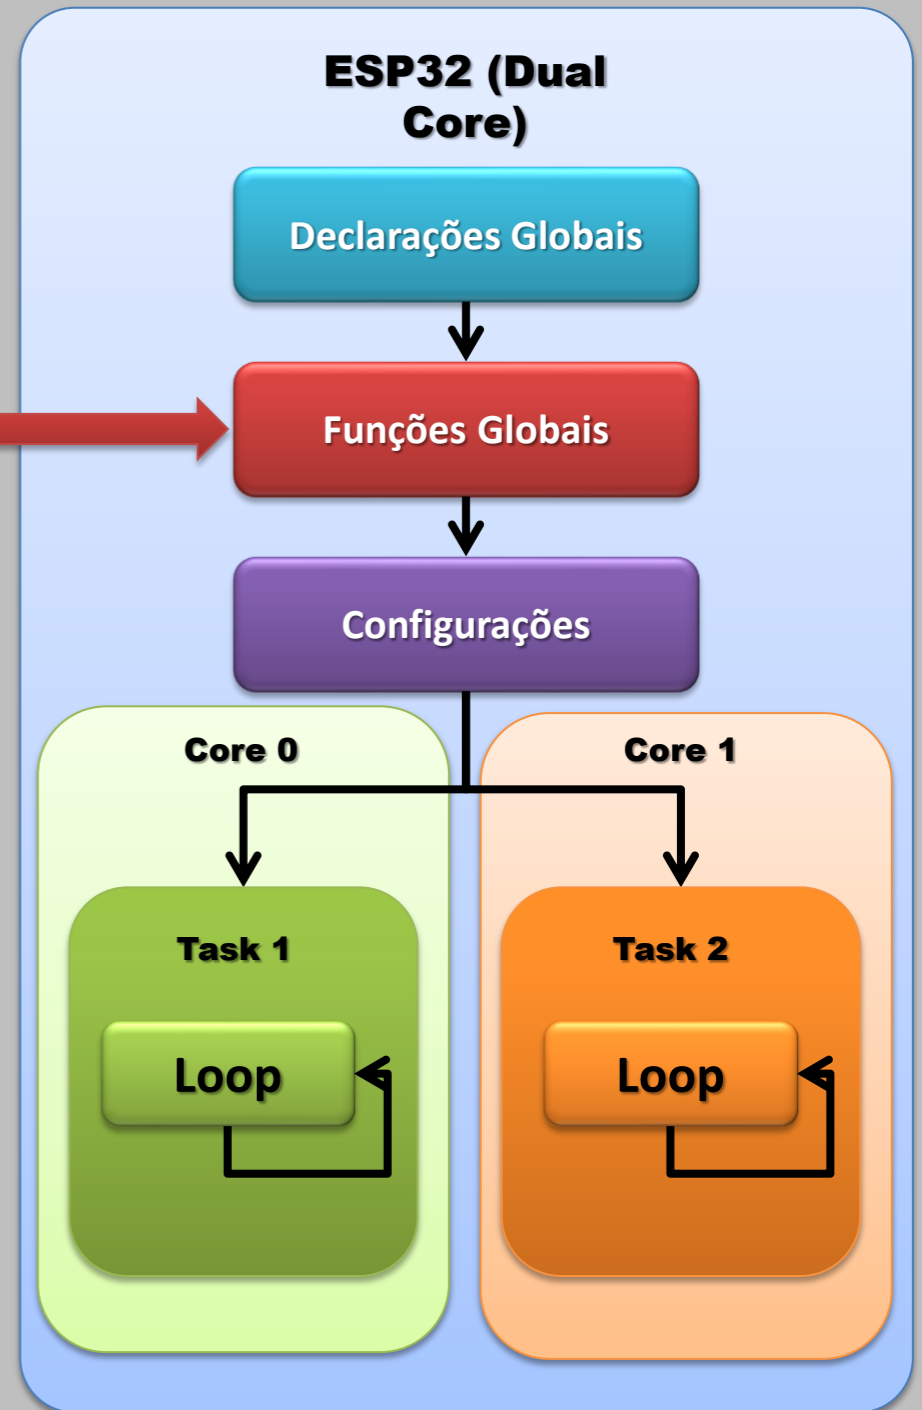 ESP32 (Dual
Core)
Declarações Globais
Funções Globais
Configurações
Core 0
Core 1
Task 1
Task 2
Loop
Loop